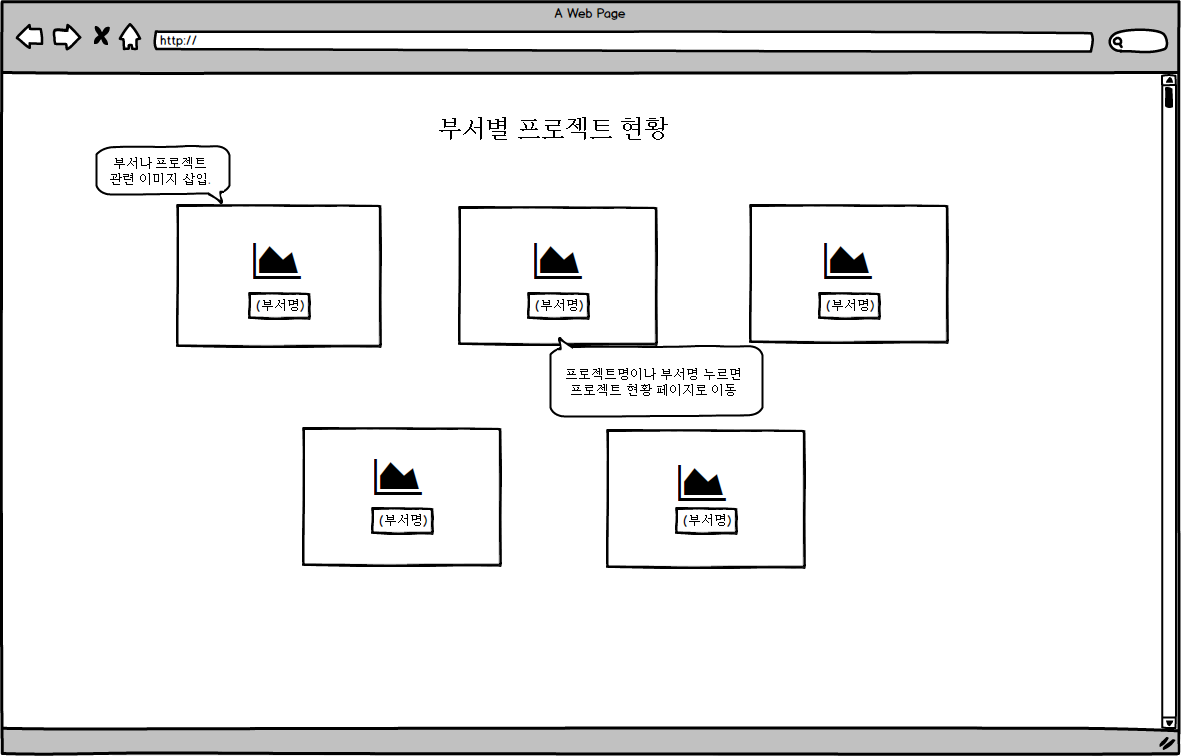 A Web Page
http://
부서별 프로젝트 현황
부서나 프로젝트
관련 이미지 삽입.
(부서명)
(부서명)
(부서명)
프로젝트명이나 부서명 누르면
프로젝트 현황 페이지로 이동
(부서명)
(부서명)